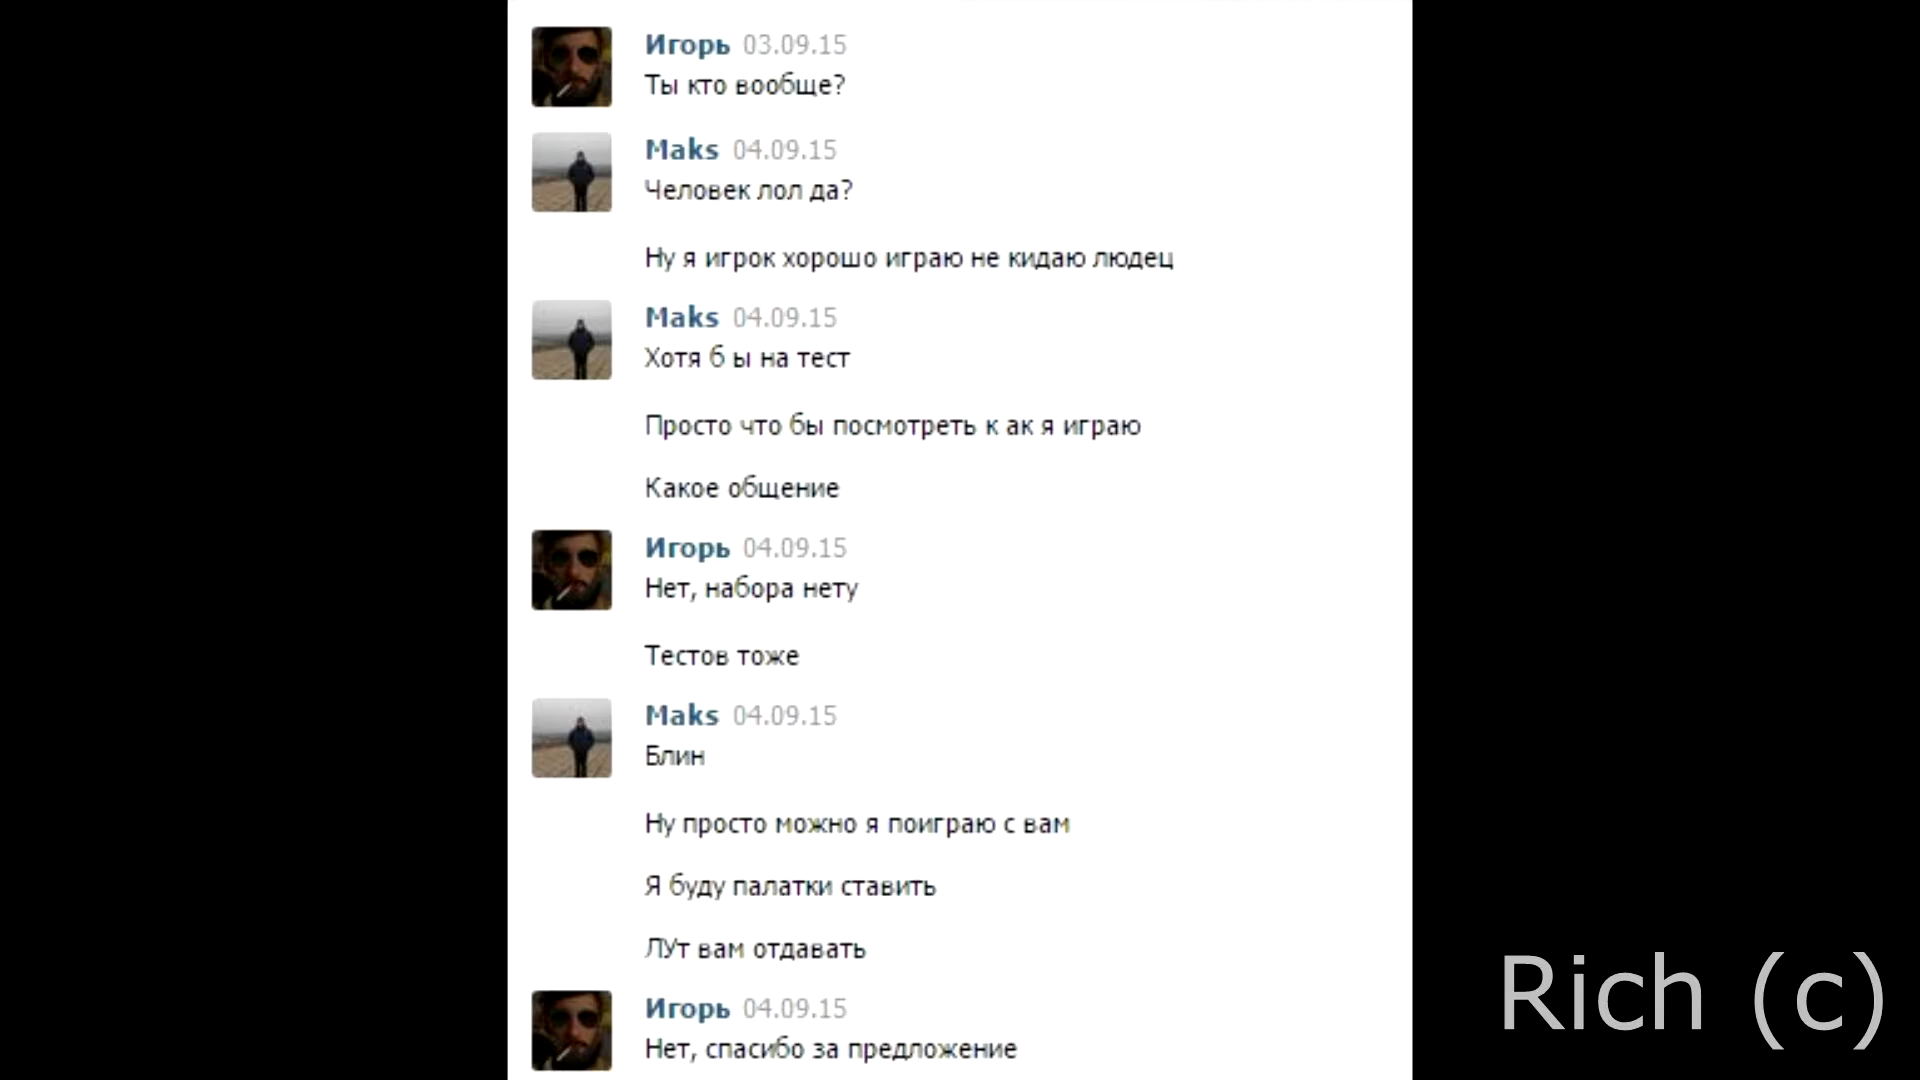 Игорь 03.09.15
Ты кто вообще?
Maks 04.09.15
Человек лол да?
Ну я игрок хорошо играю не кидаю людец
Maks 04.09.15
Хотя б ы на тест
Просто что бы посмотреть к ак я играю
Какое общение
Игорь 04.09.15
Нет, набора нету
Тестов тоже
Maks 04.09.15
Блин
Ну просто можно я поиграю с вам
Я буду палатки ставить
ЛУт вам отдавать
Игорь 04.09.15
Нет, спасибо за предложение
Rich (c)